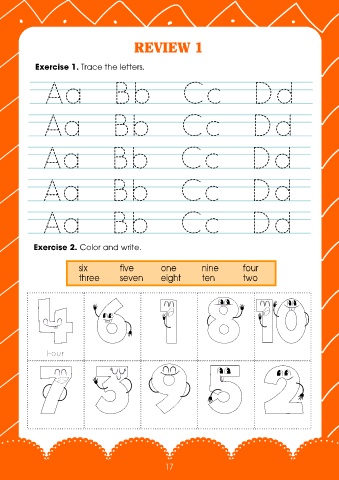 REVIEW 1
Exercise 1. Trace the letters.
Aa Bb Cc Dd
Aa Bb Cc Dd
Aa Bb Cc Dd
Aa Bb Cc Dd
Aa Bb Cc Dd
Exercise 2. Color and write.
six five one nine four
three seven eight ten two
4 6 1 8 10
Four
7 3 9 5 2
17